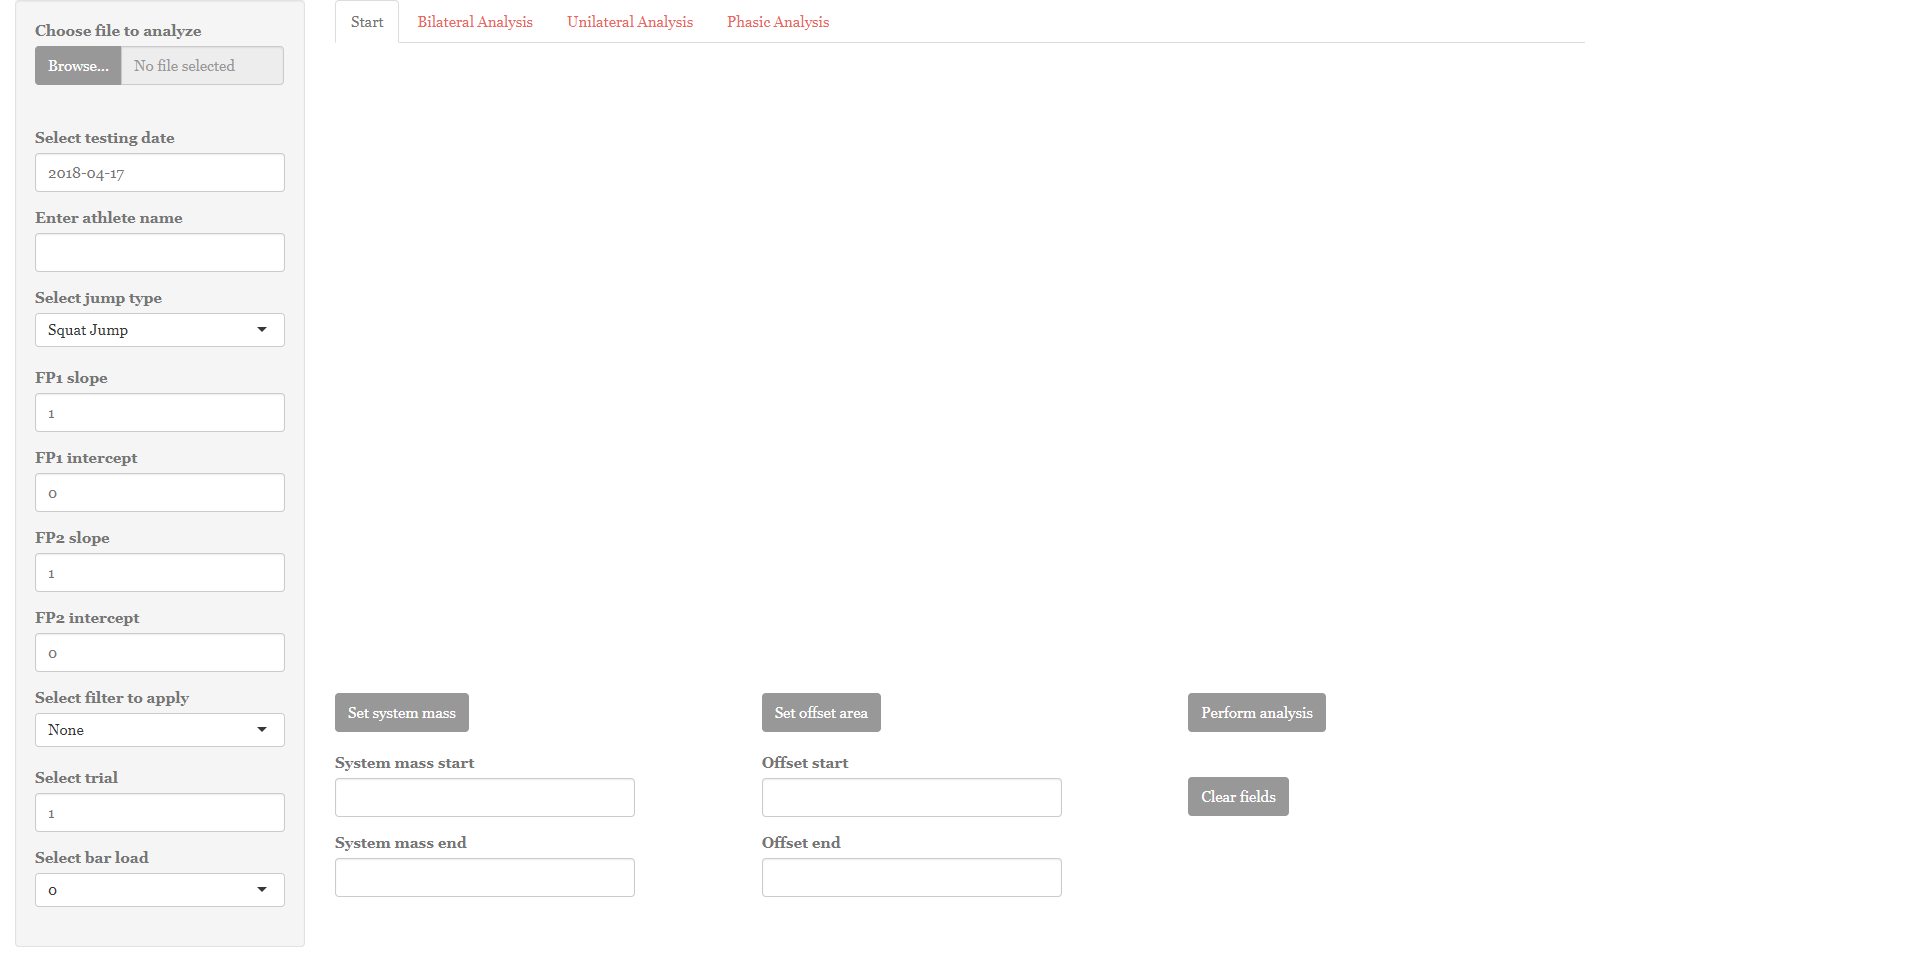 Choose file to analyze
Browse... No file selected
Select testing date
2018-04-17
Enter athlete name
Select jump type
Squat Jump
FP1 slope
1
FP1 intercept
0
FP2 slope
1
FP2 intercept
0
Select filter to apply
None
Select trial
1
Select bar load
0
Start Bilateral Analysis Unilateral Analysis Phasic Analysis
Set system mass Set offset area Perform analysis
System mass start Offset start
Clear fields
System mass end Offset end